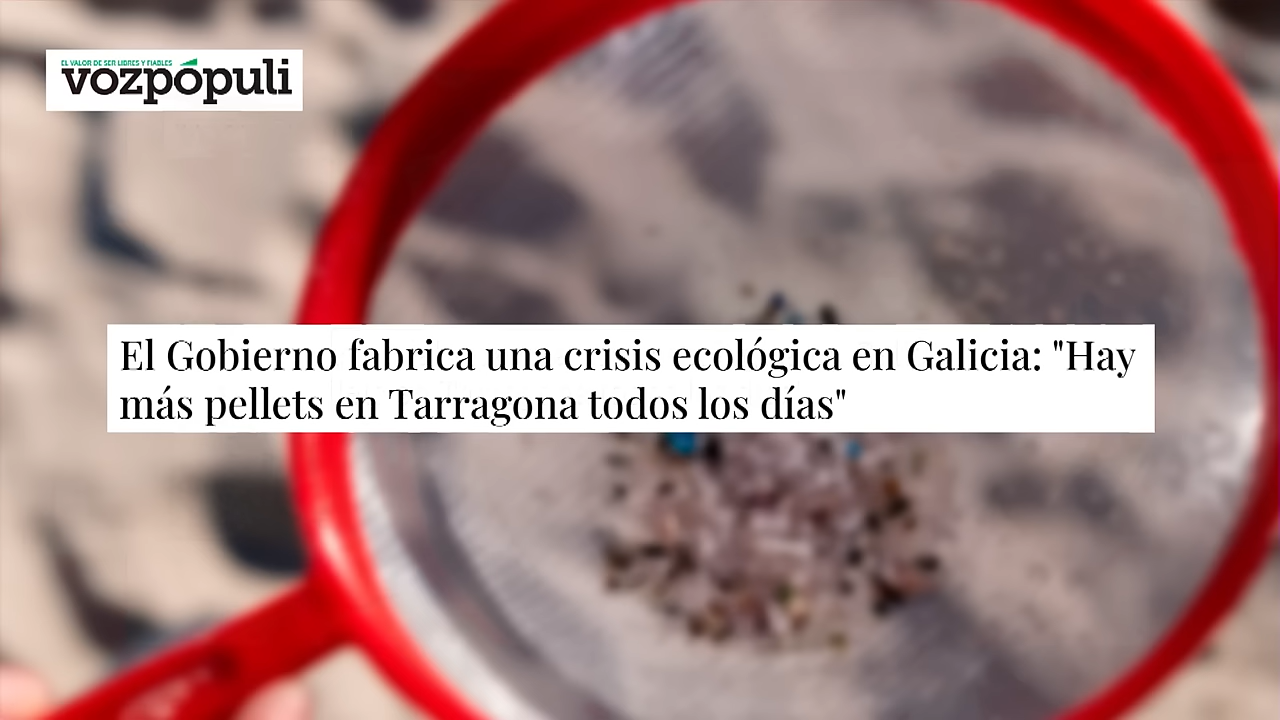 EL VALOR DE SER LIBRES Y FIABLES
vozpópuli
El Gobierno fabrica una crisis ecológica en Galicia: "Hay
más pellets en Tarragona todos los días"